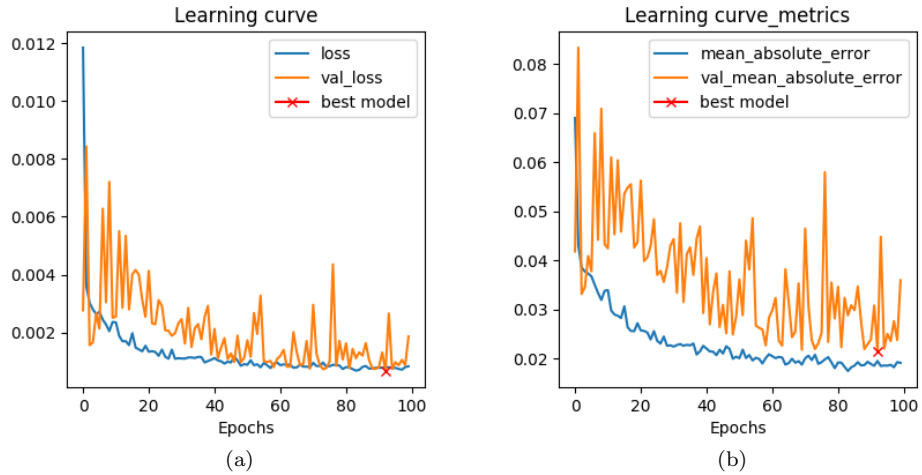 Learning curve
0.012
0.010
0.008
0.006
0.004
0.002
0
20
40
60
80
100
Epochs
loss
val_loss
best model
(a)
Learning curve_metrics
0.08
0.07
0.06
0.05
0.04
0.03
0.02
0
20
40
60
80
100
Epochs
mean_absolute_error
val_mean_absolute_error
best model
(b)